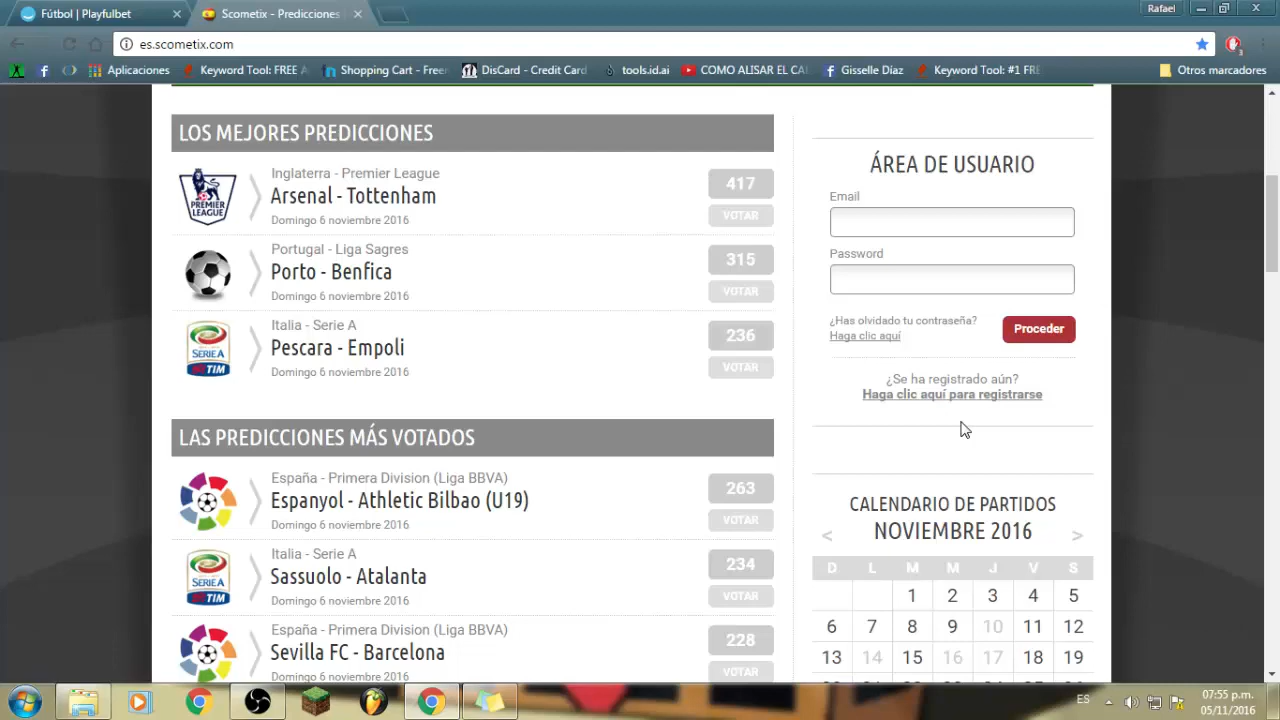 Fútbol | Playfulbet
Scometix - Predicciones
Rafael
es.scometix.com
Aplicaciones
Keyword Tool: FREE
Shopping Cart - Free
DisCard - Credit Card
tools.id.ai
COMO ALISAR EL CA
Gisselle Diaz
Keyword Tool: #1 FRE
Otros marcadores
LOS MEJORES PREDICCIONES
Inglaterra - Premier League
Arsenal - Tottenham
Domingo 6 noviembre 2016
417
VOTAR
PREMIER
LEAGUE
Portugal - Liga Sagres
Porto - Benfica
Domingo 6 noviembre 2016
315
VOTAR
Italia - Serie A
Pescara - Empoli
Domingo 6 noviembre 2016
236
VOTAR
SERIE A
TIM
LAS PREDICCIONES MÁS VOTADOS
España - Primera Division (Liga BBVA)
Espanyol - Athletic Bilbao (U19)
Domingo 6 noviembre 2016
263
VOTAR
Italia - Serie A
Sassuolo - Atalanta
Domingo 6 noviembre 2016
234
VOTAR
SERIE A
TIM
España - Primera Division (Liga BBVA)
Sevilla FC - Barcelona
Domingo 6 noviembre 2016
228
VOTAR
ÁREA DE USUARIO
Email
Password
¿Has olvidado tu contraseña?
Haga clic aquí
Proceder
¿Se ha registrado aún?
Haga clic aquí para registrarse
CALENDARIO DE PARTIDOS
< NOVIEMBRE 2016 >
D L M M J V S
1 2 3 4 5
6 7 8 9 10 11 12
13 14 15 16 17 18 19
ES
07:55 p.m.
05/11/2016